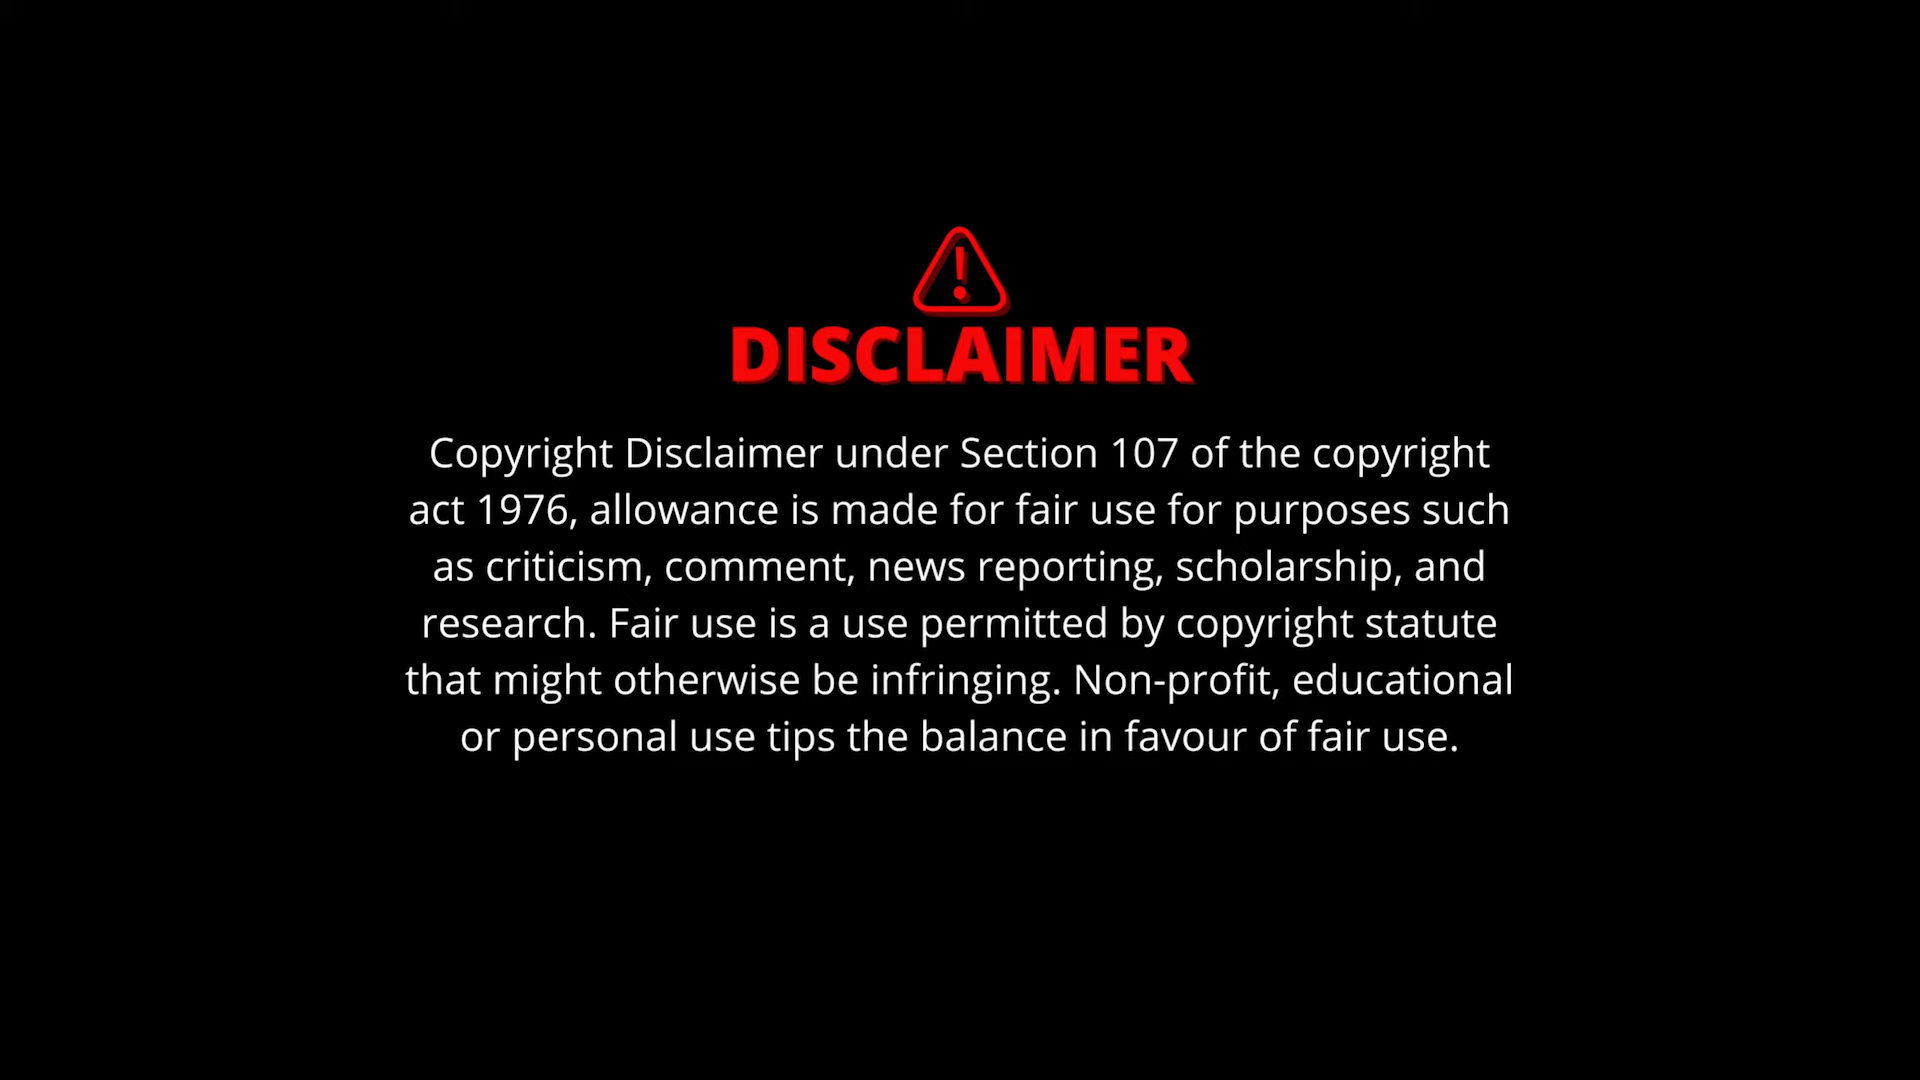 DISCLAIMER
Copyright Disclaimer under Section 107 of the copyright
act 1976, allowance is made for fair use for purposes such
as criticism, comment, news reporting, scholarship, and
research. Fair use is a use permitted by copyright statute
that might otherwise be infringing. Non-profit, educational
or personal use tips the balance in favour of fair use.